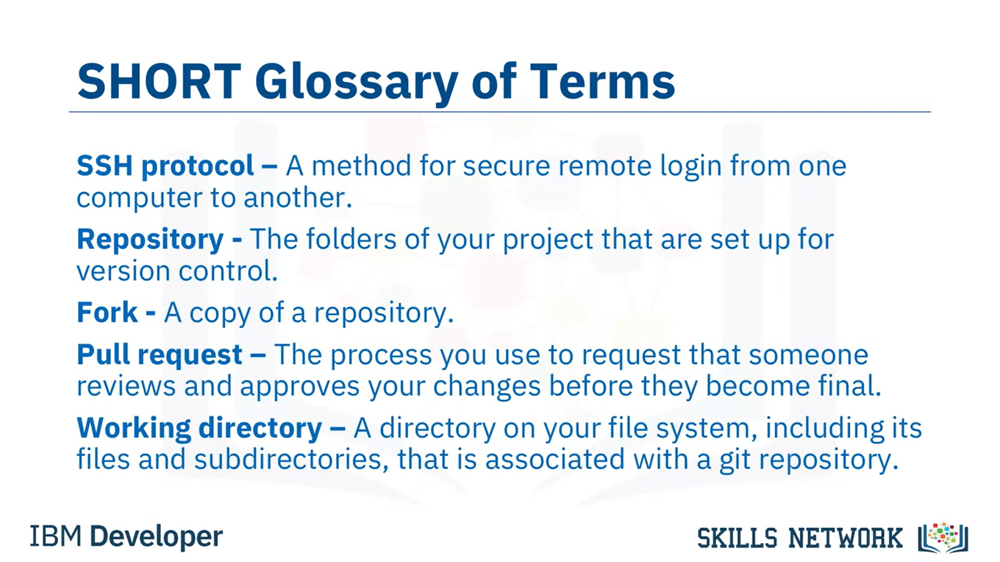 SHORT Glossary of Terms
SSH protocol – A method for secure remote login from one
computer to another.
Repository - The folders of your project that are set up for
version control.
Fork - A copy of a repository.
Pull request – The process you use to request that someone
reviews and approves your changes before they become final.
Working directory – A directory on your file system, including its
files and subdirectories, that is associated with a git repository.
IBM Developer
SKILLS NETWORK